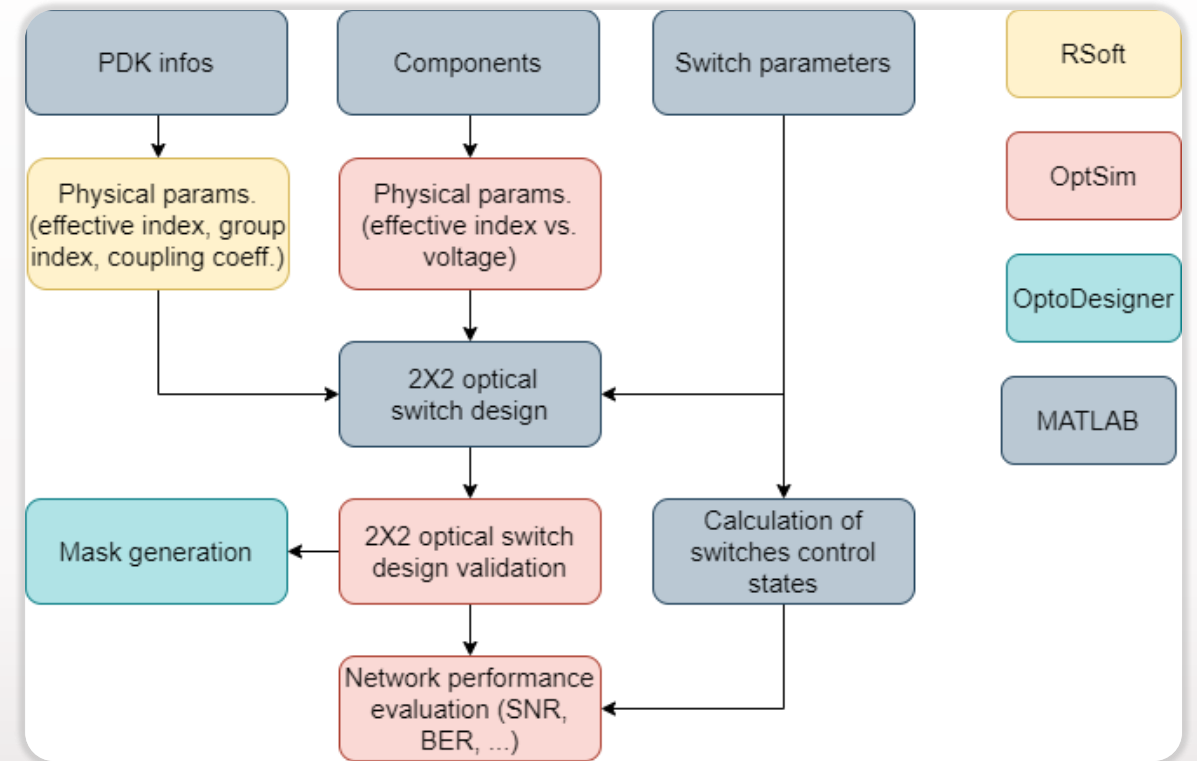 PDK infos
Components
Switch parameters
RSoft
Physical params.
(effective index, group
index, coupling coeff.)
Physical params.
(effective index vs.
voltage)
OptSim
OptoDesigner
2X2 optical
switch design
MATLAB
Mask generation
2X2 optical switch
design validation
Calculation of
switches control
states
Network performance
evaluation (SNR,
BER, ...)